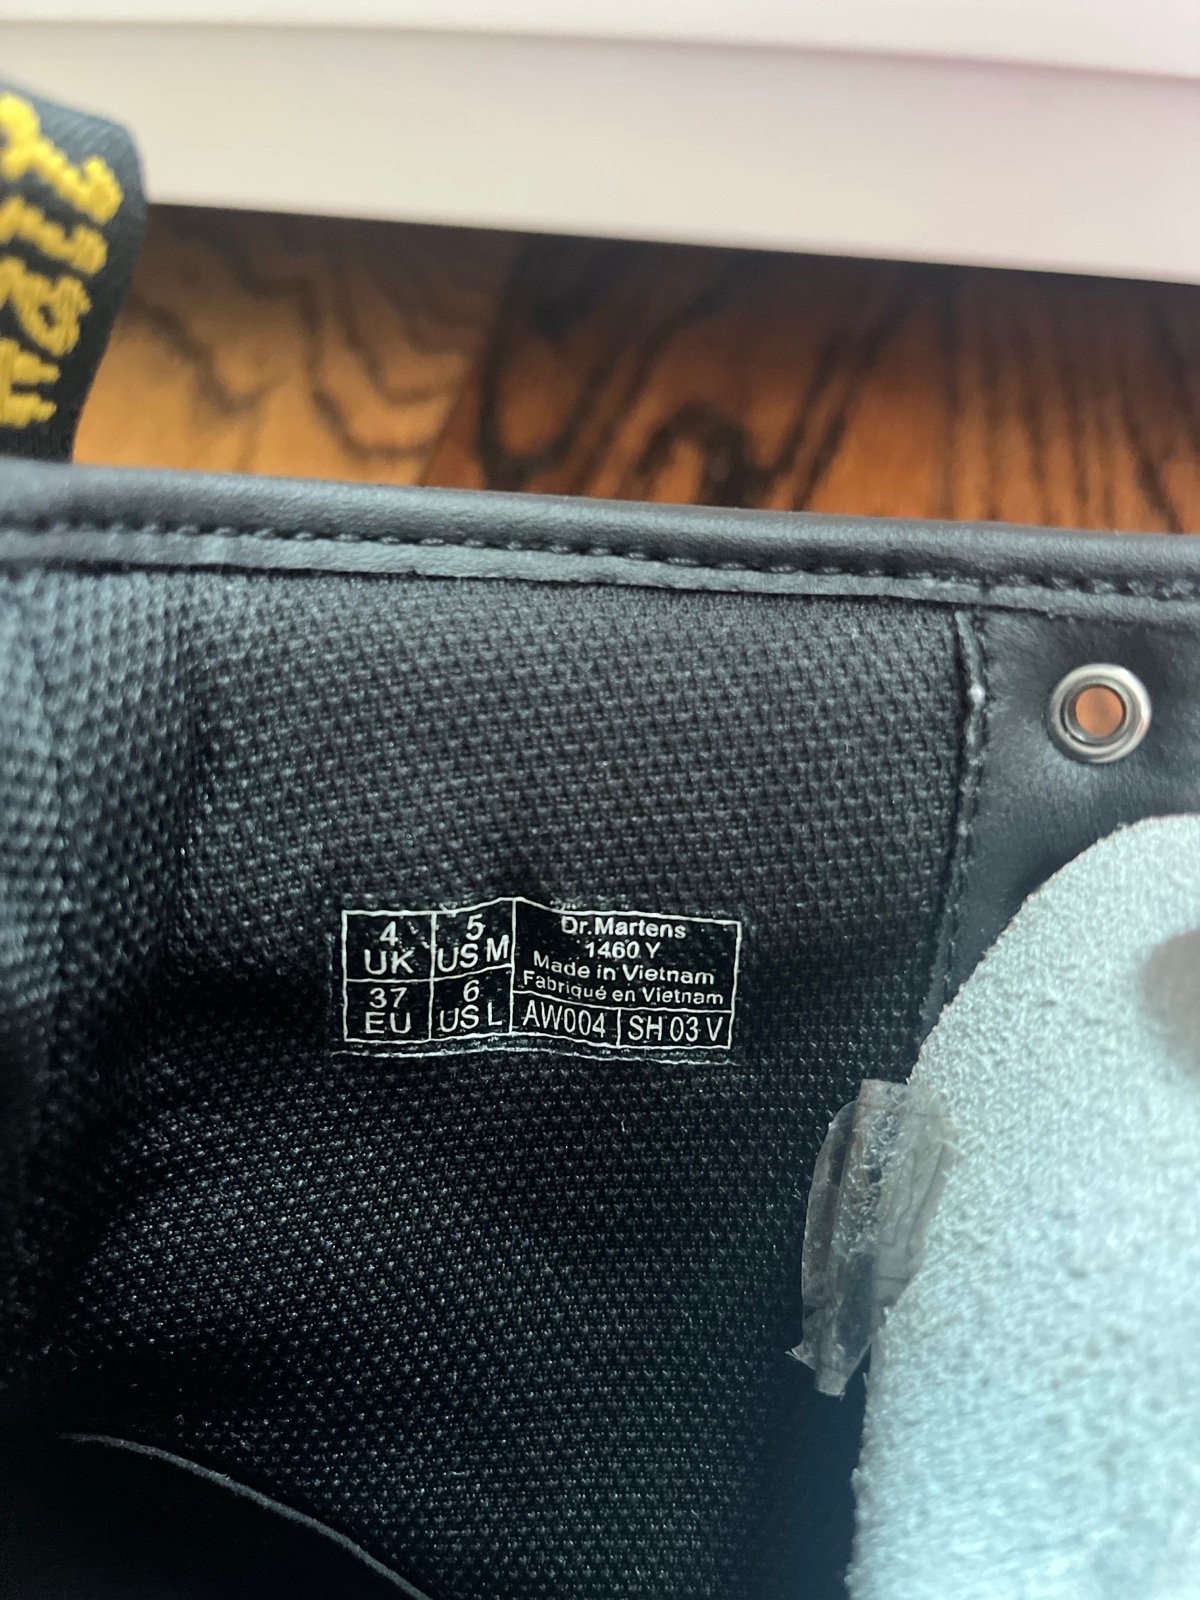 4
UK
5
US M
37
EU
6
US L
Dr.Martens
1460 Y
Made in Vietnam
Fabriqué en Vietnam
AW004
SH 03 V